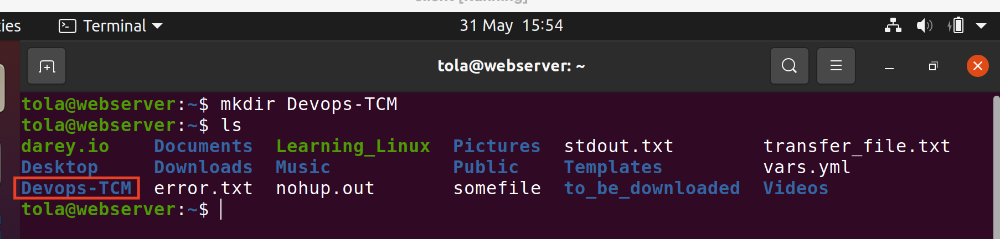 ies Terminal 31 May 15:54
tola@webserver: ~
tola@webserver:~$ mkdir Devops-TCM
tola@webserver:~$ ls
darey.io Documents Learning_Linux Pictures stdout.txt transfer_file.txt
Desktop Downloads Music Public Templates vars.yml
Devops-TCM error.txt nohup.out somefile to_be_downloaded Videos
tola@webserver:~$